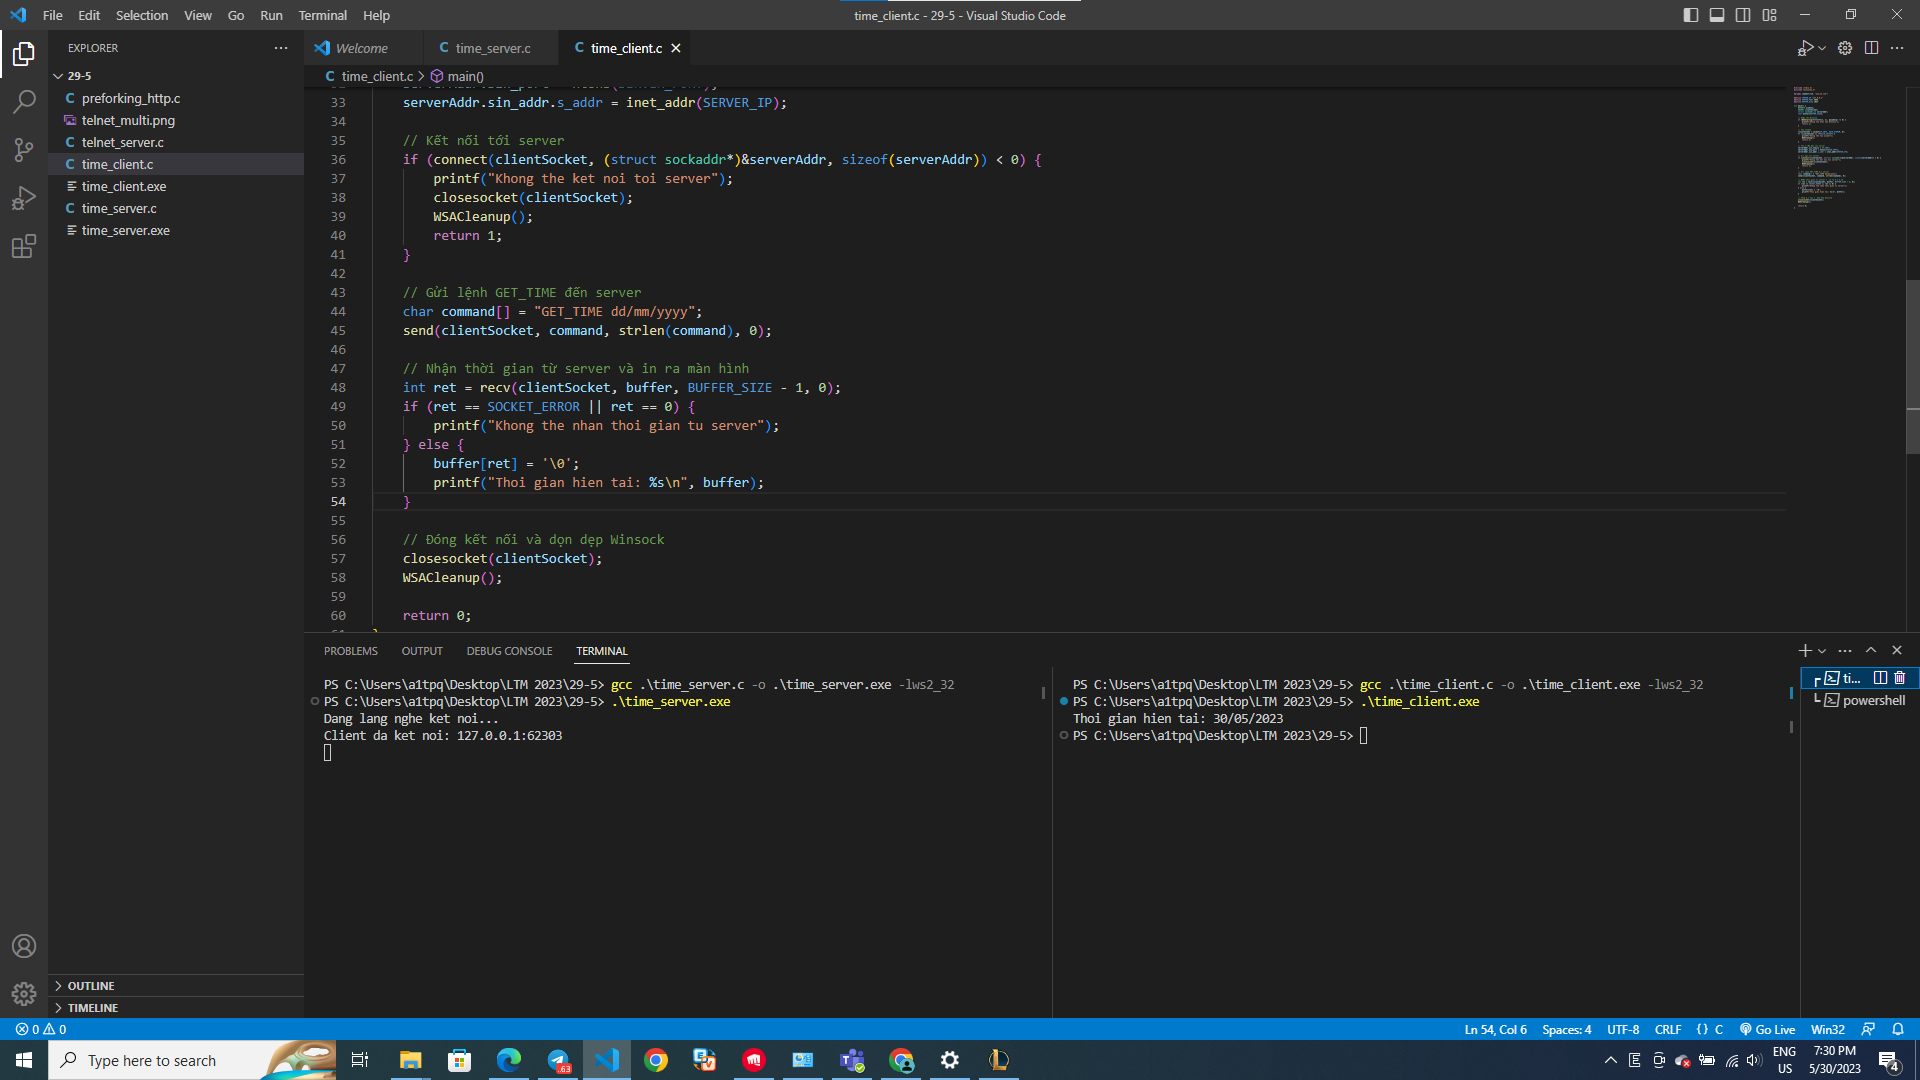 File Edit Selection View Go Run Terminal Help
time_client.c - 29-5 - Visual Studio Code
EXPLORER
29-5
preforking_http.c
telnet_multi.png
telnet_server.c
time_client.c
time_client.exe
time_server.c
time_server.exe
OUTLINE
TIMELINE
Welcome
C time_server.c
C time_client.c
C time_client.c > main()
33 serverAddr.sin_addr.s_addr = inet_addr(SERVER_IP);
34
35 // Kết nối tới server
36 if (connect(clientSocket, (struct sockaddr*)&serverAddr, sizeof(serverAddr)) < 0) {
37 printf("Khong the ket noi toi server");
38 closesocket(clientSocket);
39 WSACleanup();
40 return 1;
41 }
42
43 // Gửi lệnh GET_TIME đến server
44 char command[] = "GET_TIME dd/mm/yyyy";
45 send(clientSocket, command, strlen(command), 0);
46
47 // Nhận thời gian từ server và in ra màn hình
48 int ret = recv(clientSocket, buffer, BUFFER_SIZE - 1, 0);
49 if (ret == SOCKET_ERROR || ret == 0) {
50 printf("Khong the nhan thoi gian tu server");
51 } else {
52 buffer[ret] = '\0';
53 printf("Thoi gian hien tai: %s\n", buffer);
54 }
55
56 // Đóng kết nối và dọn dẹp Winsock
57 closesocket(clientSocket);
58 WSACleanup();
59
60 return 0;
PROBLEMS OUTPUT DEBUG CONSOLE TERMINAL
PS C:\Users\a1tpq\Desktop\LTM 2023\29-5> gcc .\time_server.c -o .\time_server.exe -lws2_32
PS C:\Users\a1tpq\Desktop\LTM 2023\29-5> .\time_server.exe
Dang lang nghe ket noi...
Client da ket noi: 127.0.0.1:62303
PS C:\Users\a1tpq\Desktop\LTM 2023\29-5> gcc .\time_client.c -o .\time_client.exe -lws2_32
PS C:\Users\a1tpq\Desktop\LTM 2023\29-5> .\time_client.exe
Thoi gian hien tai: 30/05/2023
PS C:\Users\a1tpq\Desktop\LTM 2023\29-5>
ti...
powershell
0 0
Ln 54, Col 6 Spaces: 4 UTF-8 CRLF {} C Go Live Win32
Type here to search
63
ENG
US
7:30 PM
5/30/2023
4